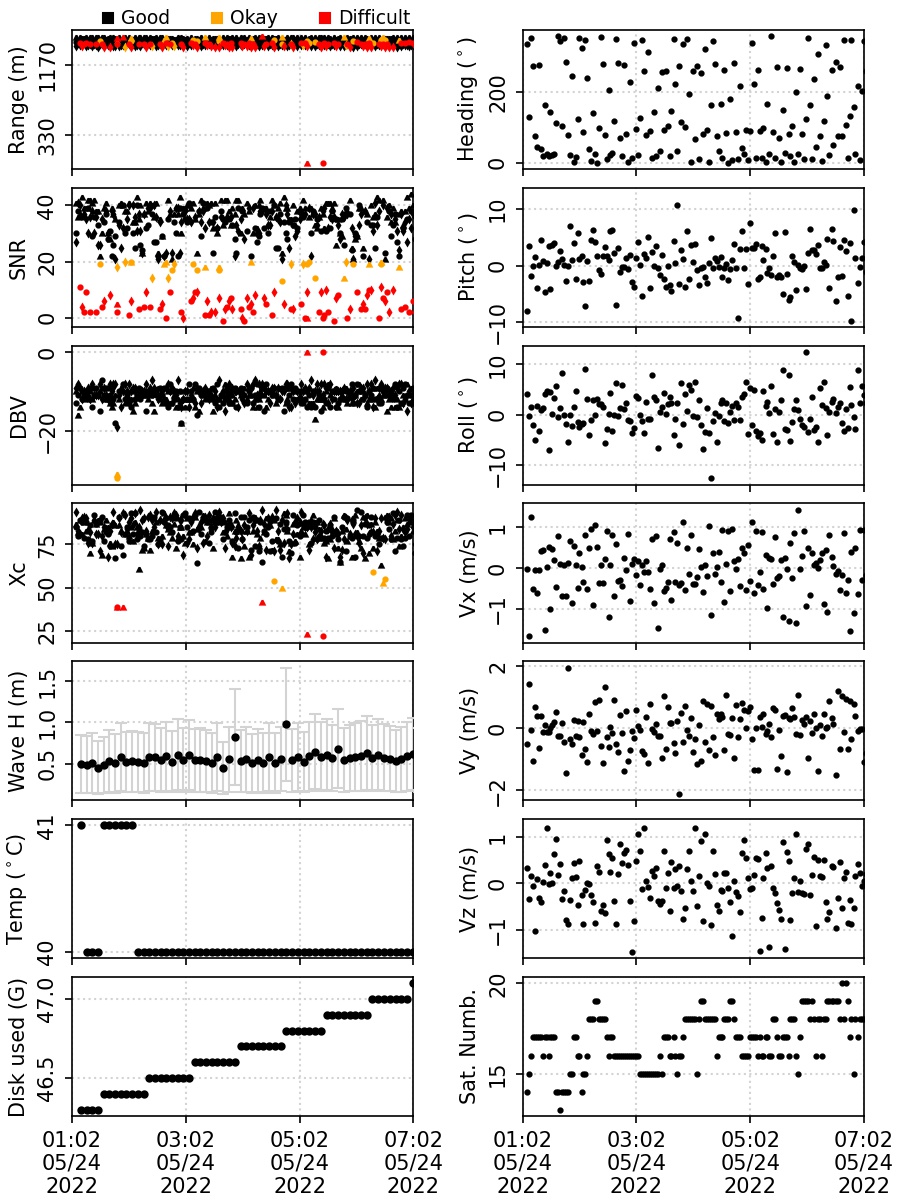 Good Okay Difficult
Range (m)
1170
330
Heading (°)
200
0
SNR
40
20
0
Pitch (°)
10
0
−10
DBV
0
−20
Roll (°)
10
0
−10
Xc
75
50
25
Vx (m/s)
1
0
−1
Wave H (m)
1.5
1.0
0.5
Vy (m/s)
2
0
−2
Temp (°C)
41
40
Vz (m/s)
1
0
−1
Disk used (G)
47.0
46.5
Sat. Numb.
20
15
01:02 03:02 05:02 07:02
05/24 05/24 05/24 05/24
2022 2022 2022 2022
01:02 03:02 05:02 07:02
05/24 05/24 05/24 05/24
2022 2022 2022 2022